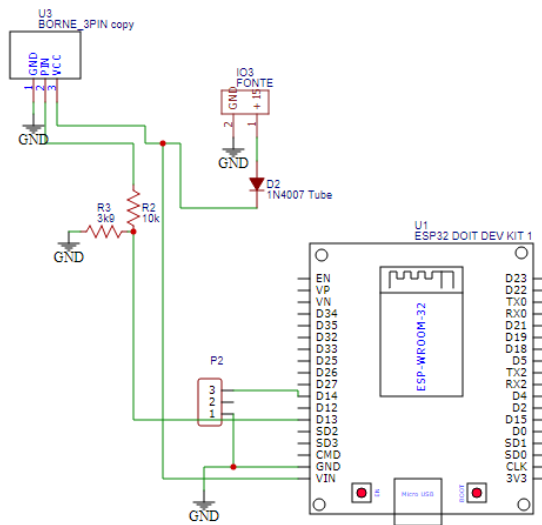 U3
BORNE_3PIN copy
GND
PIN
VCC
1
2
3
GND
IO3
FONTE
GND
+15
2
1
GND
D2
1N4007 Tube
R3
3k9
R2
10k
GND
U1
ESP32 DOIT DEV KIT 1
EN
VP
VN
D34
D35
D32
D33
D25
D26
D27
D14
D12
D13
SD2
SD3
CMD
GND
VIN
ESP-WROOM-32
D23
D22
TX0
RX0
D21
D19
D18
D5
TX2
RX2
D4
D2
D15
D0
SD1
SD0
CLK
3V3
P2
3
2
1
GND
EN
Micro USB
BOOT